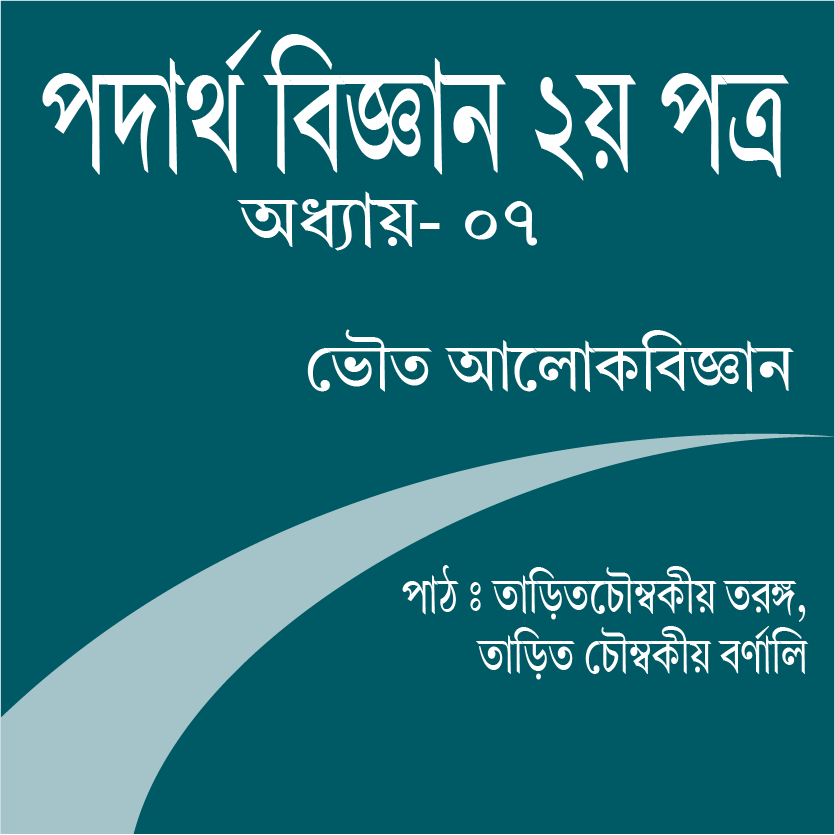 পদার্থ বিজ্ঞান ২য় পত্র
অধ্যায়- ০৭
ভৌত আলোকবিজ্ঞান
পাঠ ঃ তাড়িতচৌম্বকীয় তরঙ্গ,
তাড়িত চৌম্বকীয় বর্ণালি